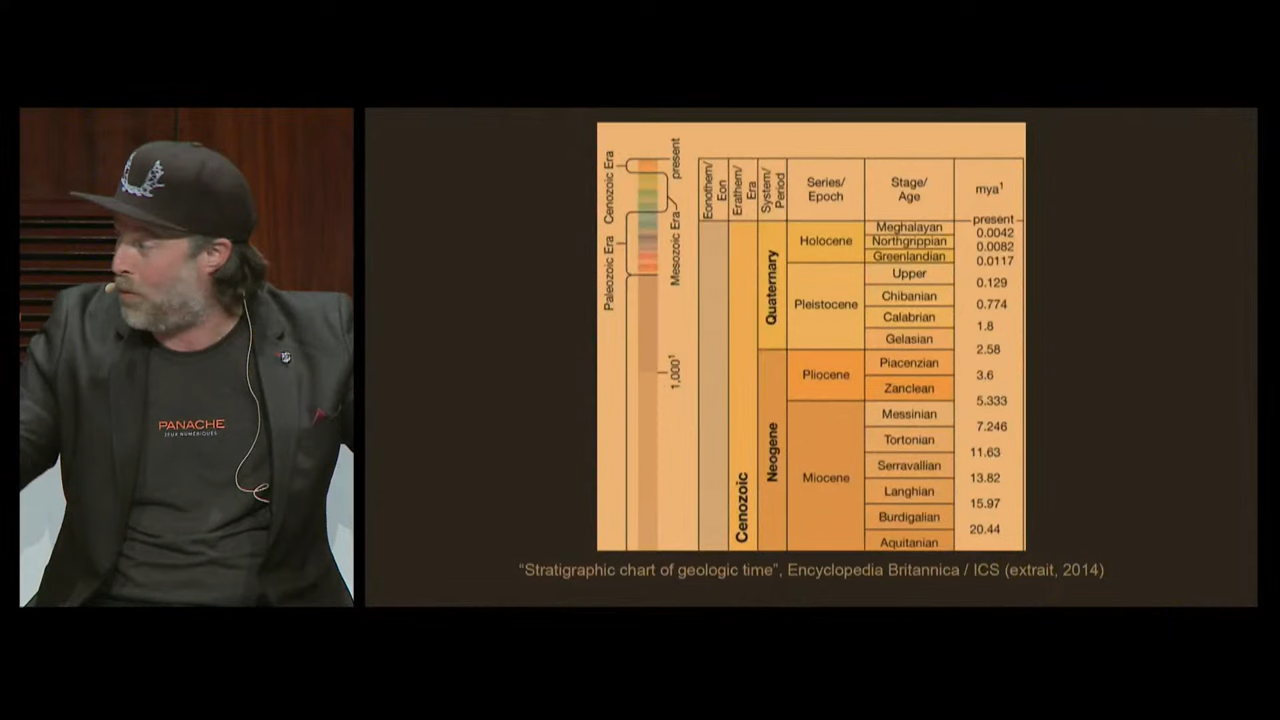 PANACHE
JEUX NUMÉRIQUES
Paleozoic Era
Cenozoic Era
Mesozoic Era
present
1,000¹
Eonothem/
Eon
Erathem/
Era
System/
Period
Series/
Epoch
Stage/
Age
mya¹
present
Cenozoic
Quaternary
Holocene
Meghalayan
0.0042
Northgrippian
0.0082
Greenlandian
0.0117
Pleistocene
Upper
0.129
Chibanian
0.774
Calabrian
1.8
Gelasian
2.58
Neogene
Pliocene
Piacenzian
3.6
Zanclean
5.333
Miocene
Messinian
7.246
Tortonian
11.63
Serravallian
13.82
Langhian
15.97
Burdigalian
20.44
Aquitanian
“Stratigraphic chart of geologic time”, Encyclopedia Britannica / ICS (extrait, 2014)